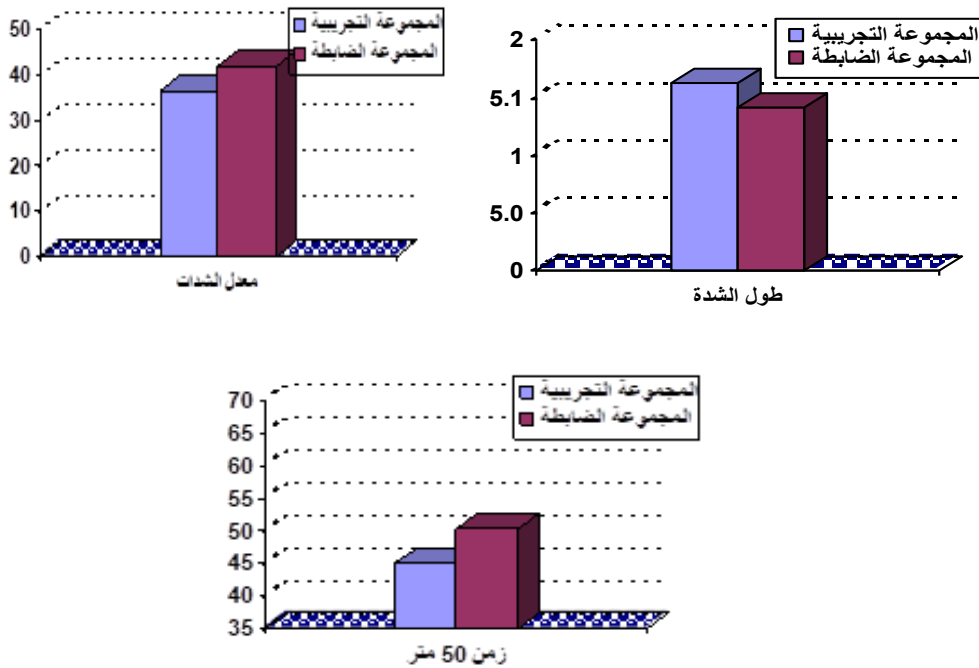 المجموعة التجريبية
المجموعة الضابطة
50
40
30
20
10
0
معدل الشدات
المجموعة التجريبية
المجموعة الضابطة
2
5.1
1
5.0
0
طول الشدة
المجموعة التجريبية
المجموعة الضابطة
70
65
60
55
50
45
40
35
زمن 50 متر